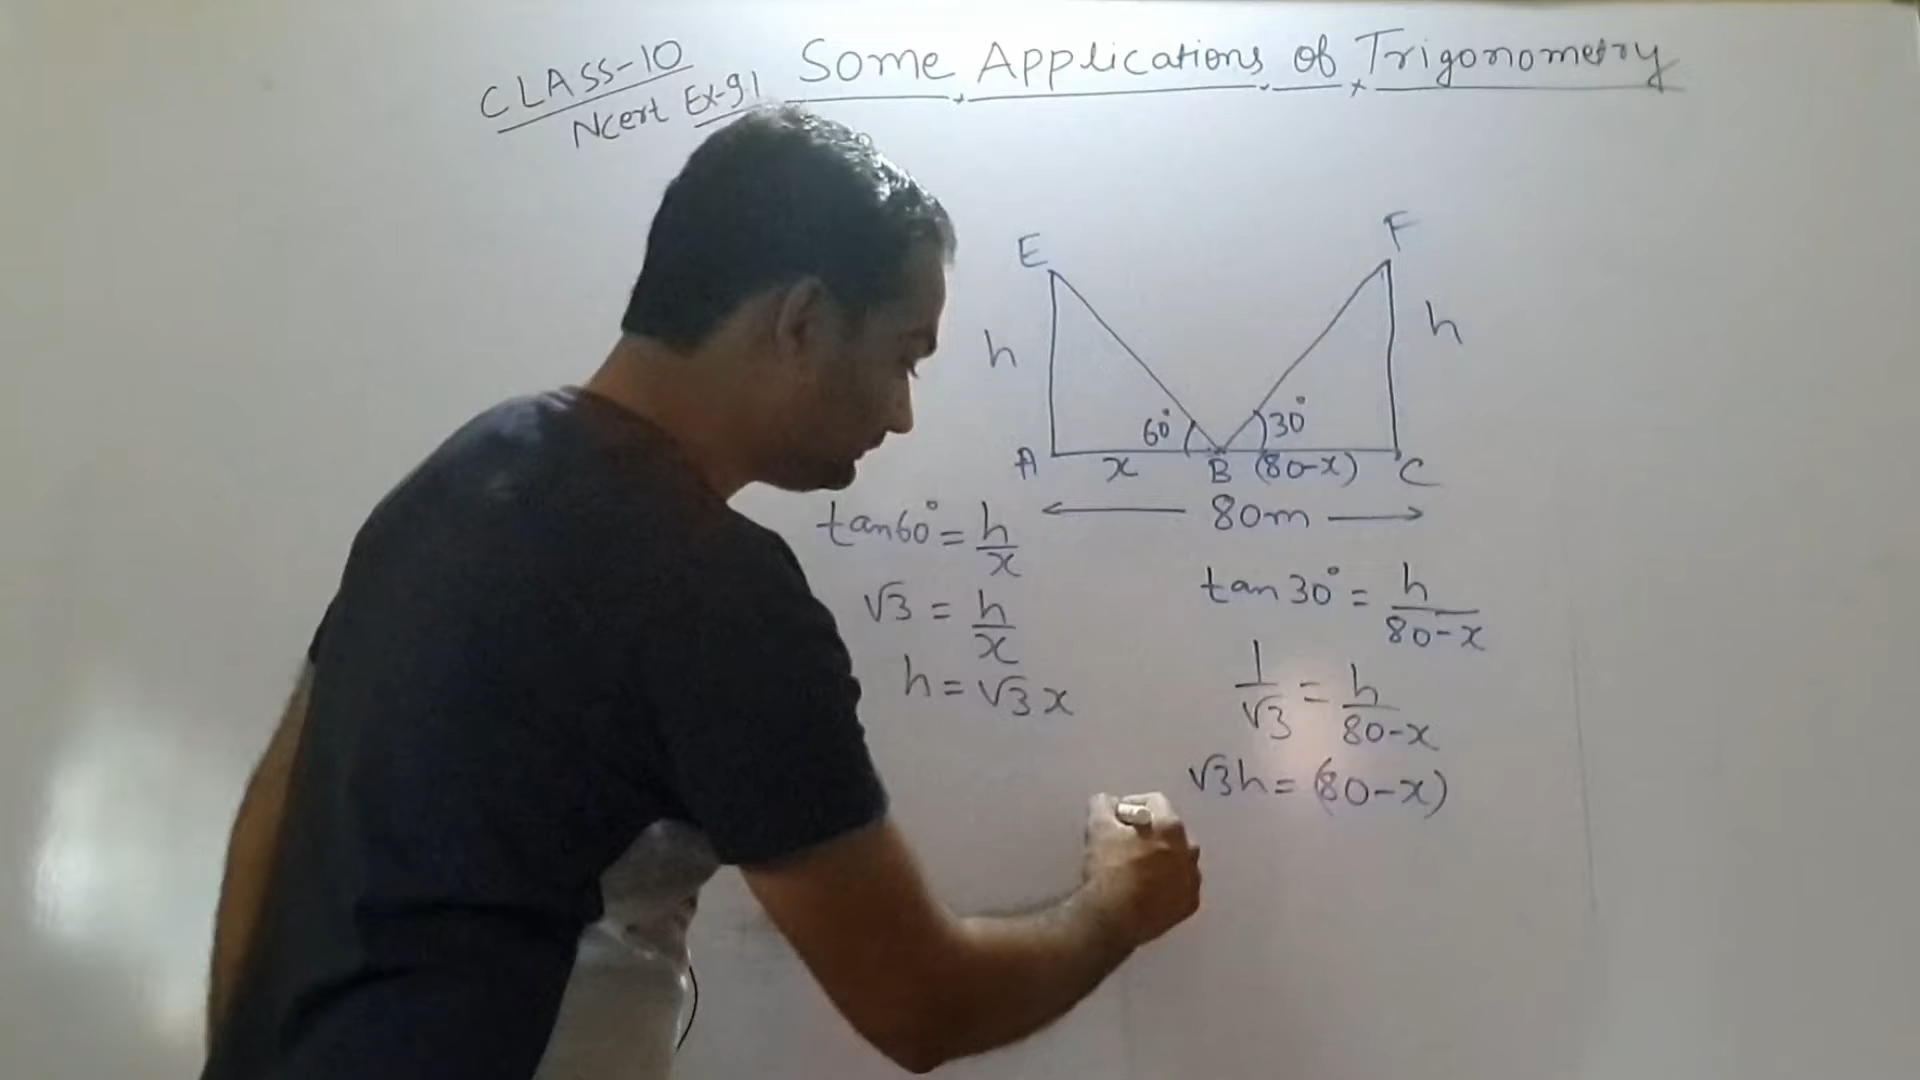 CLASS-10
Ncert Ex-9.1
Some Applications of Trigonometry
E
F
h
h
60°
30°
A
x
B
(80-x)
C
80m
tan60° = h/x
√3 = h/x
h = √3 x
tan 30° = h/80-x
1/√3 = h/80-x
√3h = (80-x)